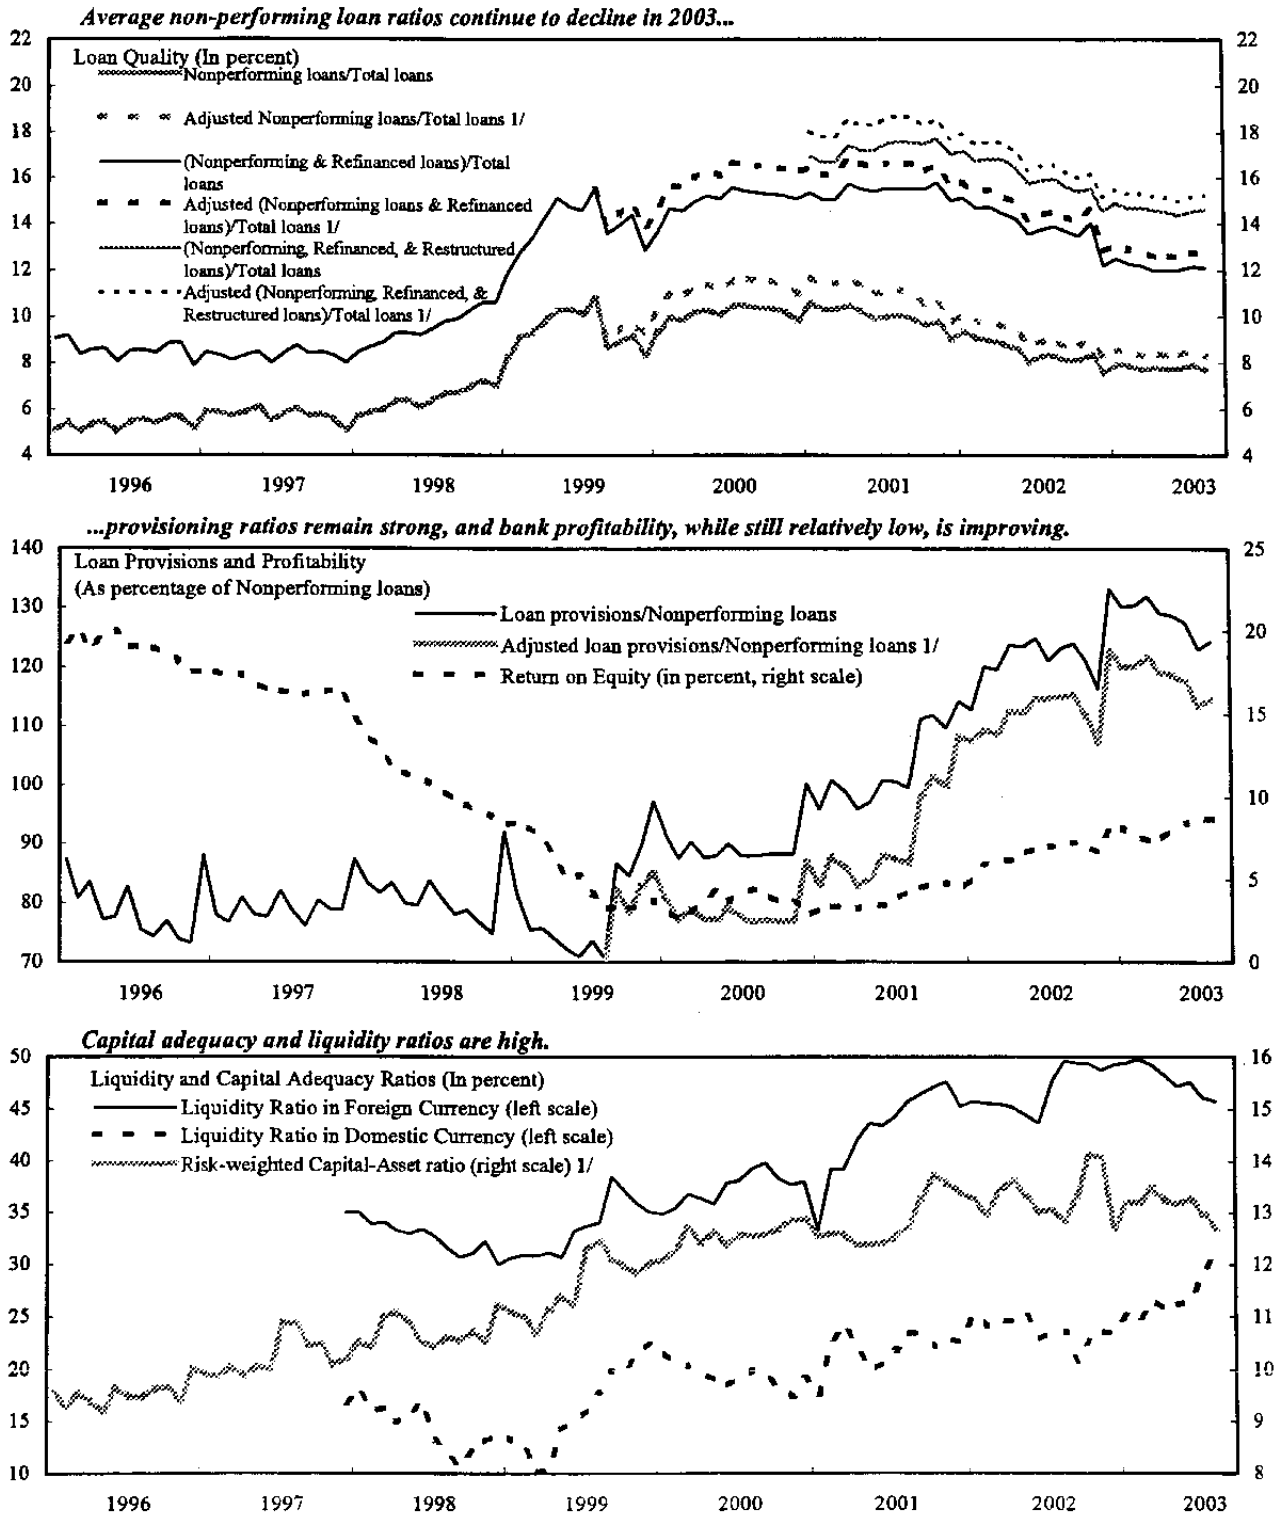 Average non-performing loan ratios continue to decline in 2003...
22 22
Loan Quality (In percent)
Nonperforming loans/Total loans
20 20
Adjusted Nonperforming loans/Total loans 1/
18 18
(Nonperforming & Refinanced loans)/Total
loans
16 16
Adjusted (Nonperforming loans & Refinanced
loans)/Total loans 1/
14 14
(Nonperforming, Refinanced, & Restructured
loans)/Total loans
12 12
Adjusted (Nonperforming, Refinanced, &
Restructured loans)/Total loans 1/
10 10
8 8
6 6
4 4
1996 1997 1998 1999 2000 2001 2002 2003
...provisioning ratios remain strong, and bank profitability, while still relatively low, is improving.
140 25
Loan Provisions and Profitability
(As percentage of Nonperforming loans)
130
Loan provisions/Nonperforming loans
20
Adjusted loan provisions/Nonperforming loans 1/
120
Return on Equity (in percent, right scale)
110 15
100 10
90
80 5
70 0
1996 1997 1998 1999 2000 2001 2002 2003
Capital adequacy and liquidity ratios are high.
50 16
Liquidity and Capital Adequacy Ratios (In percent)
45 15
Liquidity Ratio in Foreign Currency (left scale)
Liquidity Ratio in Domestic Currency (left scale)
40 14
Risk-weighted Capital-Asset ratio (right scale) 1/
35 13
30 12
25 11
20 10
15 9
10 8
1996 1997 1998 1999 2000 2001 2002 2003